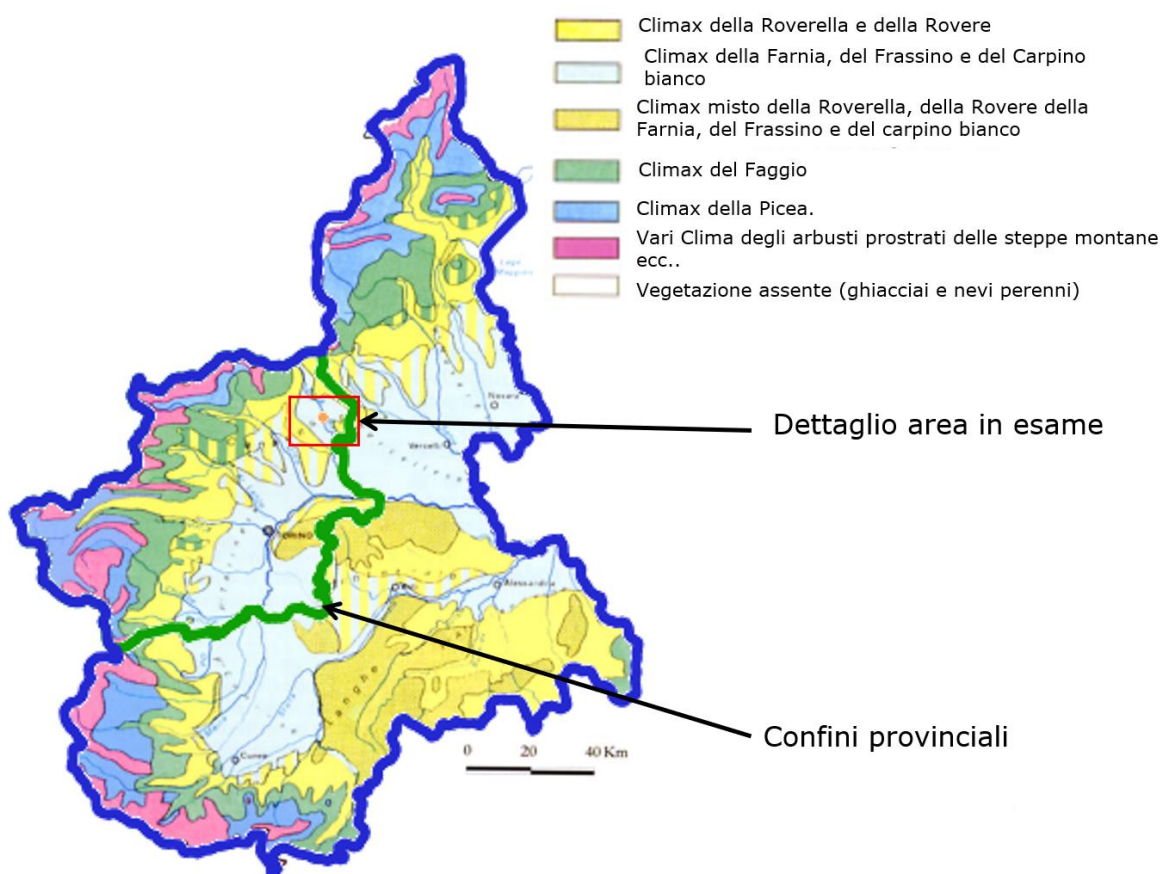 Climax della Roverella e della Rovere
Climax della Farnia, del Frassino e del Carpino
bianco
Climax misto della Roverella, della Rovere della
Farnia, del Frassino e del carpino bianco
Climax del Faggio
Climax della Picea.
Vari Clima degli arbusti prostrati delle steppe montane
ecc..
Vegetazione assente (ghiacciai e nevi perenni)
Novara
Dettaglio area in esame
Vercelli
Alessandria
Langhe
Confini provinciali
Cuneo
0 20 40 Km